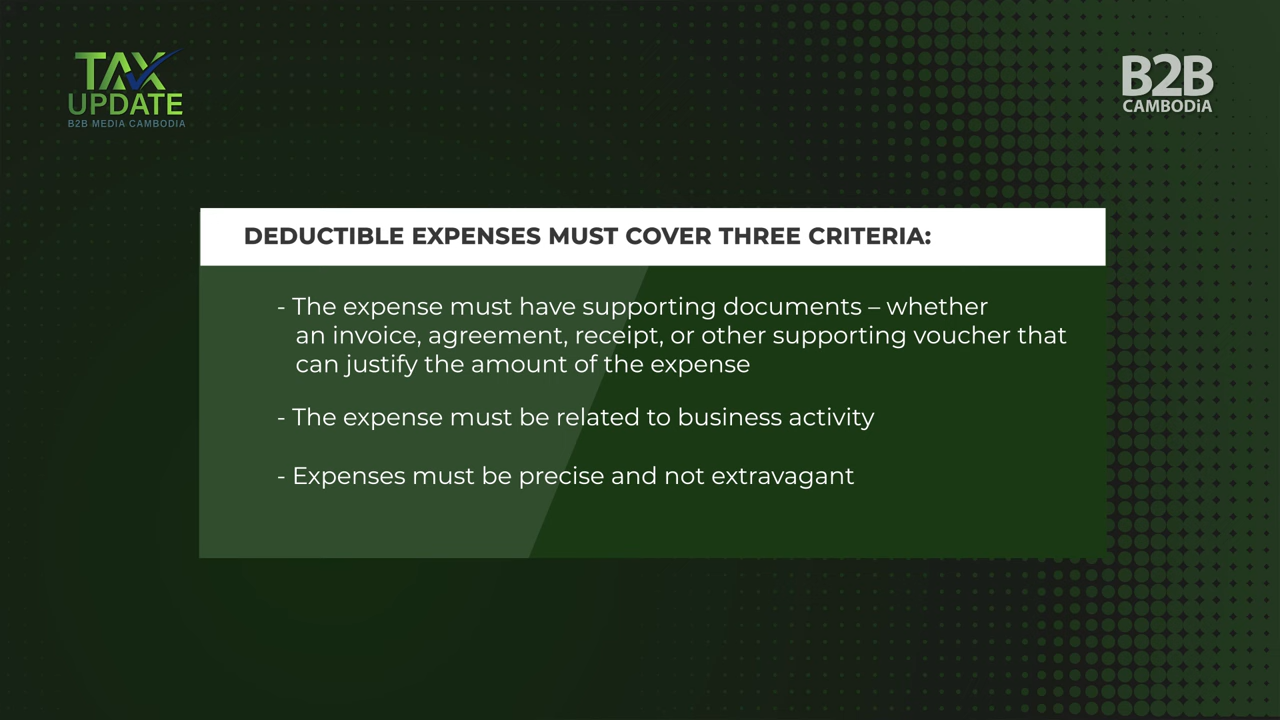 TAX
UPDATE
B2B MEDIA CAMBODIA
B2B
CAMBODiA
DEDUCTIBLE EXPENSES MUST COVER THREE CRITERIA:
- The expense must have supporting documents – whether
an invoice, agreement, receipt, or other supporting voucher that
can justify the amount of the expense
- The expense must be related to business activity
- Expenses must be precise and not extravagant